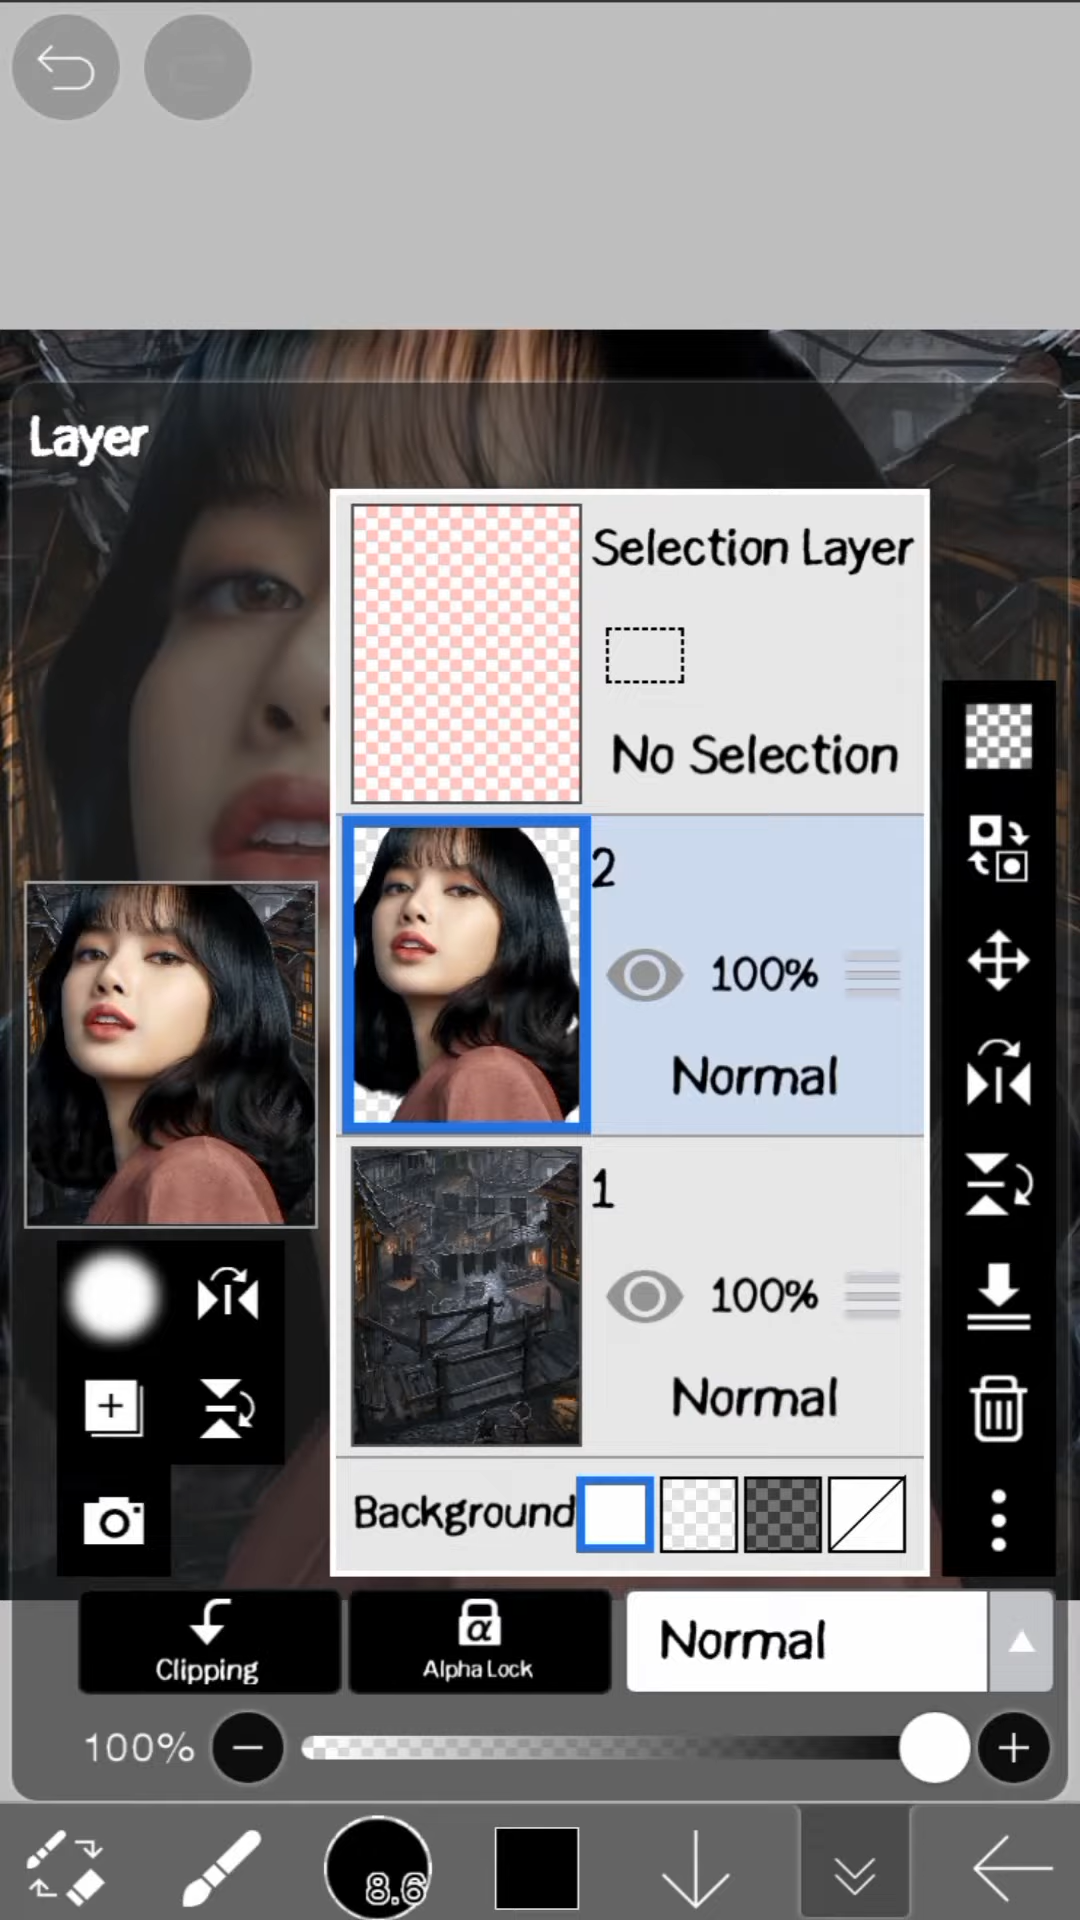 Layer
Selection Layer
No Selection
2
100%
Normal
1
100%
Normal
Background
Clipping
α
Alpha Lock
Normal
100%
8.6